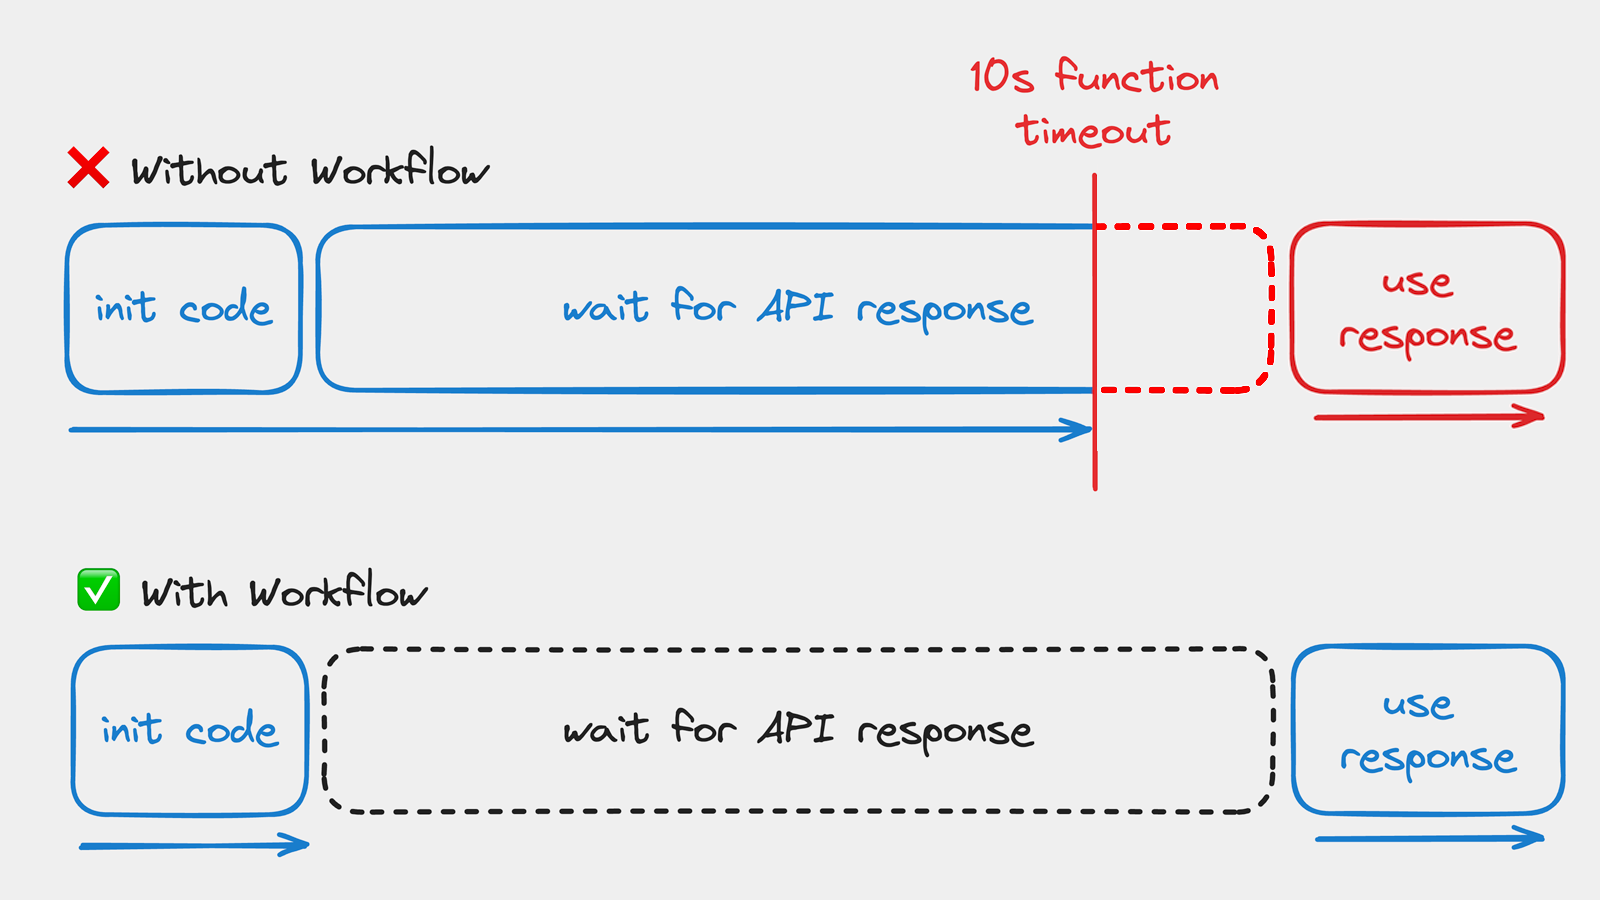 10s function
timeout
❌ Without Workflow
init code
wait for API response
use
response
✅ With Workflow
init code
wait for API response
use
response